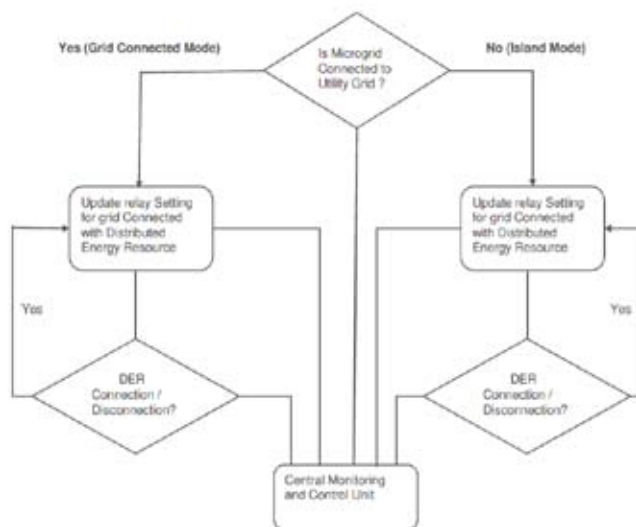 Yes (Grid Connected Mode)
Is Microgrid
Connected to
Utility Grid ?
No (Island Mode)
Update relay Setting
for grid Connected
with Distributed
Energy Resource
Update relay Setting
for grid Connected
with Distributed
Energy Resource
Yes
Yes
DER
Connection /
Disconnection?
DER
Connection /
Disconnection?
Central Monitoring
and Control Unit